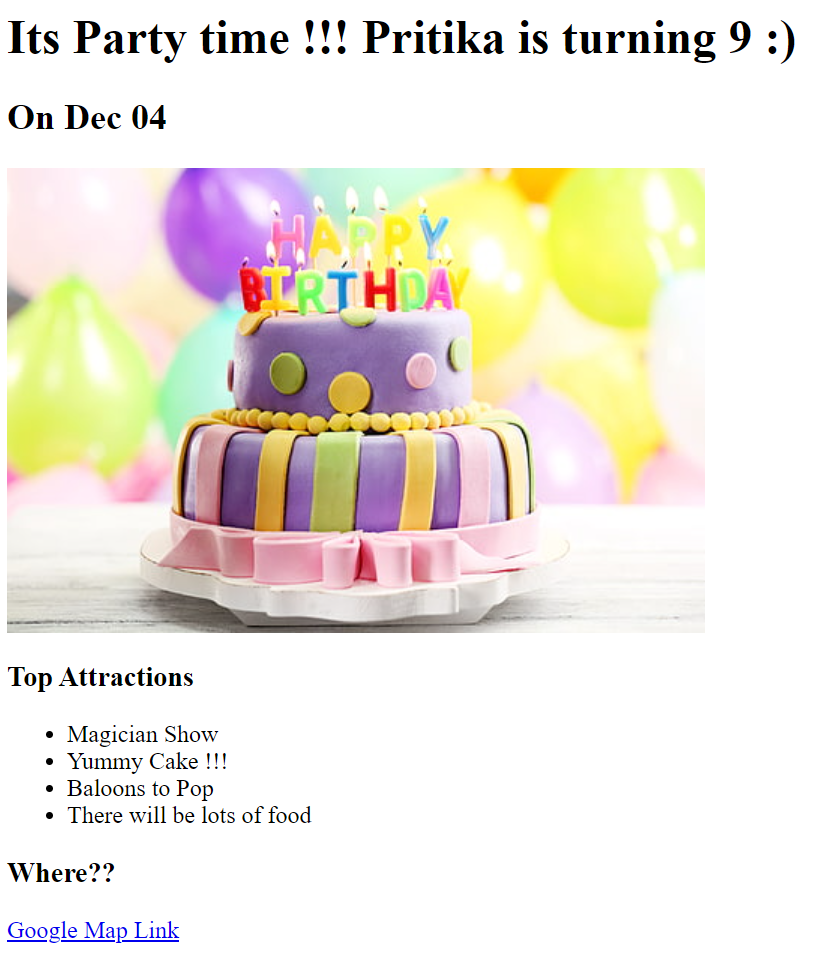 Its Party time !!! Pritika is turning 9 :)
On Dec 04
HAPPY
BIRTHDAY
Top Attractions
Magician Show
Yummy Cake !!!
Baloons to Pop
There will be lots of food
Where??
Google Map Link